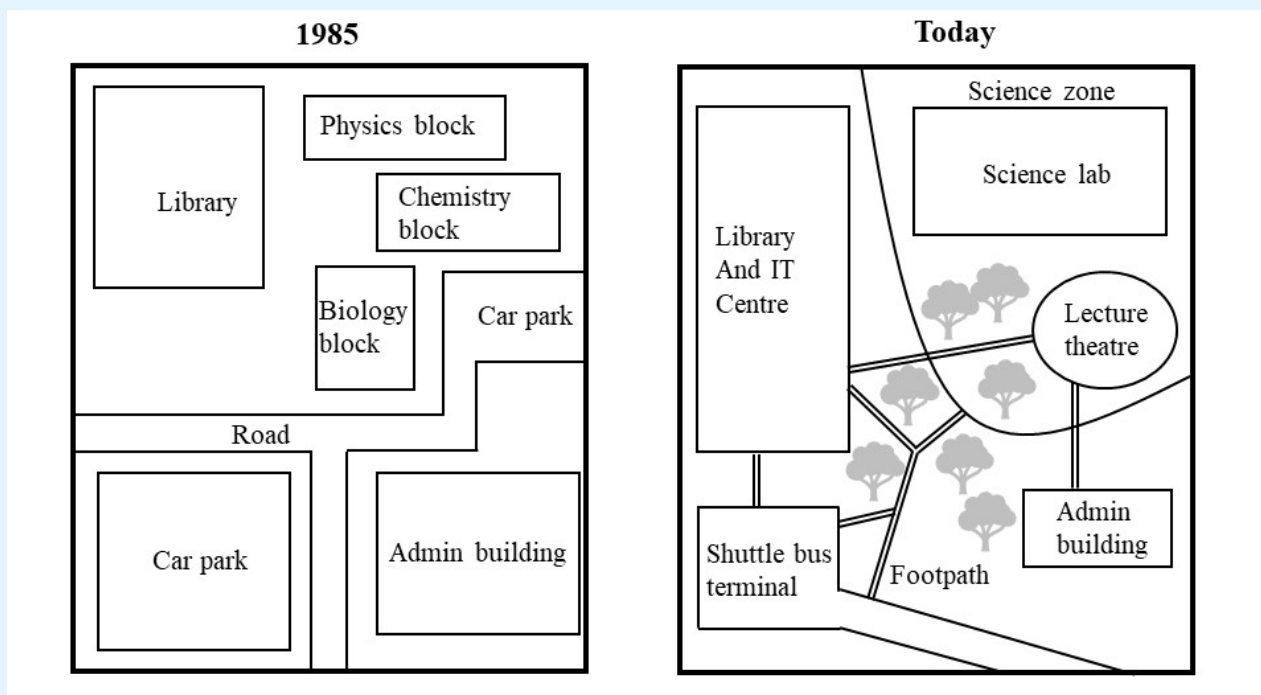 1985
Physics block
Library
Chemistry
block
Biology
block
Car park
Road
Car park
Admin building
Today
Science zone
Science lab
Library
And IT
Centre
Lecture
theatre
Admin
building
Shuttle bus
terminal
Footpath